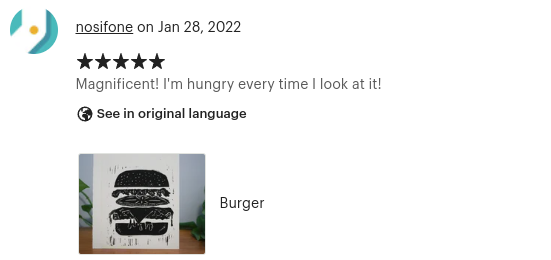 nosifone on Jan 28, 2022
Magnificent! I'm hungry every time I look at it!
See in original language
Burger